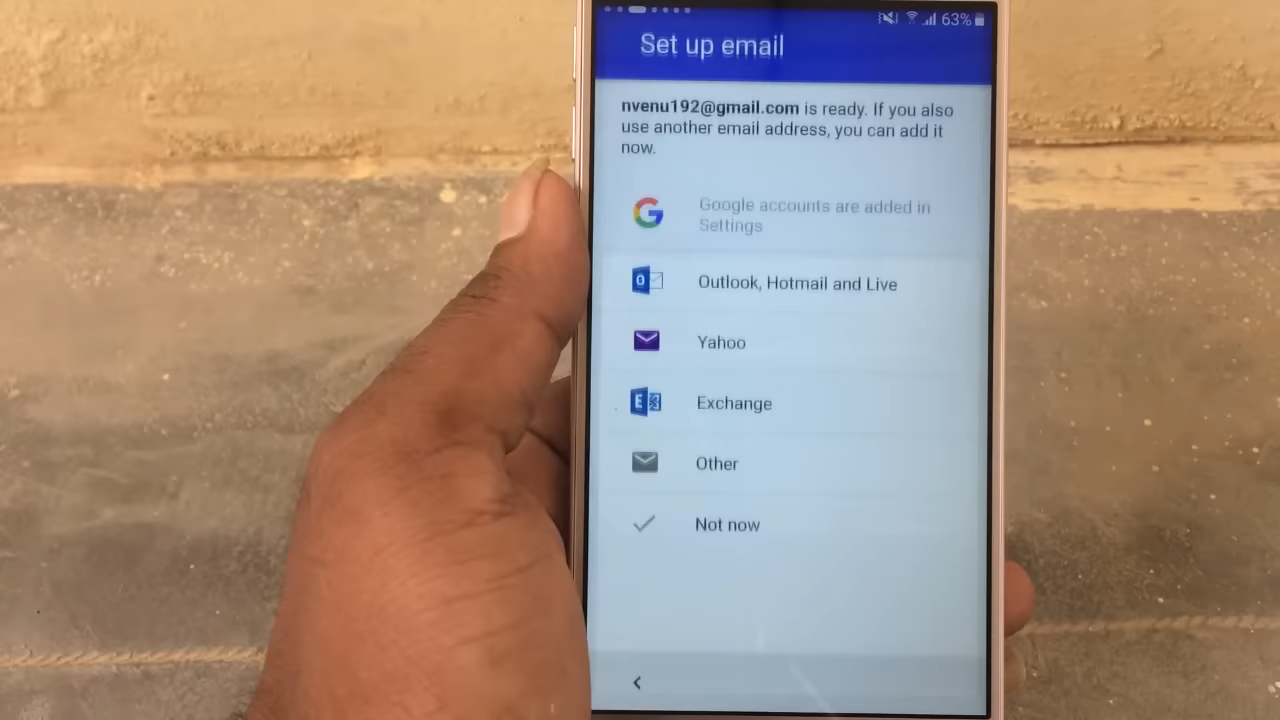 63%
Set up email
nvenu192@gmail.com is ready. If you also
use another email address, you can add it
now.
Google accounts are added in
Settings
Outlook, Hotmail and Live
Yahoo
Exchange
Other
Not now